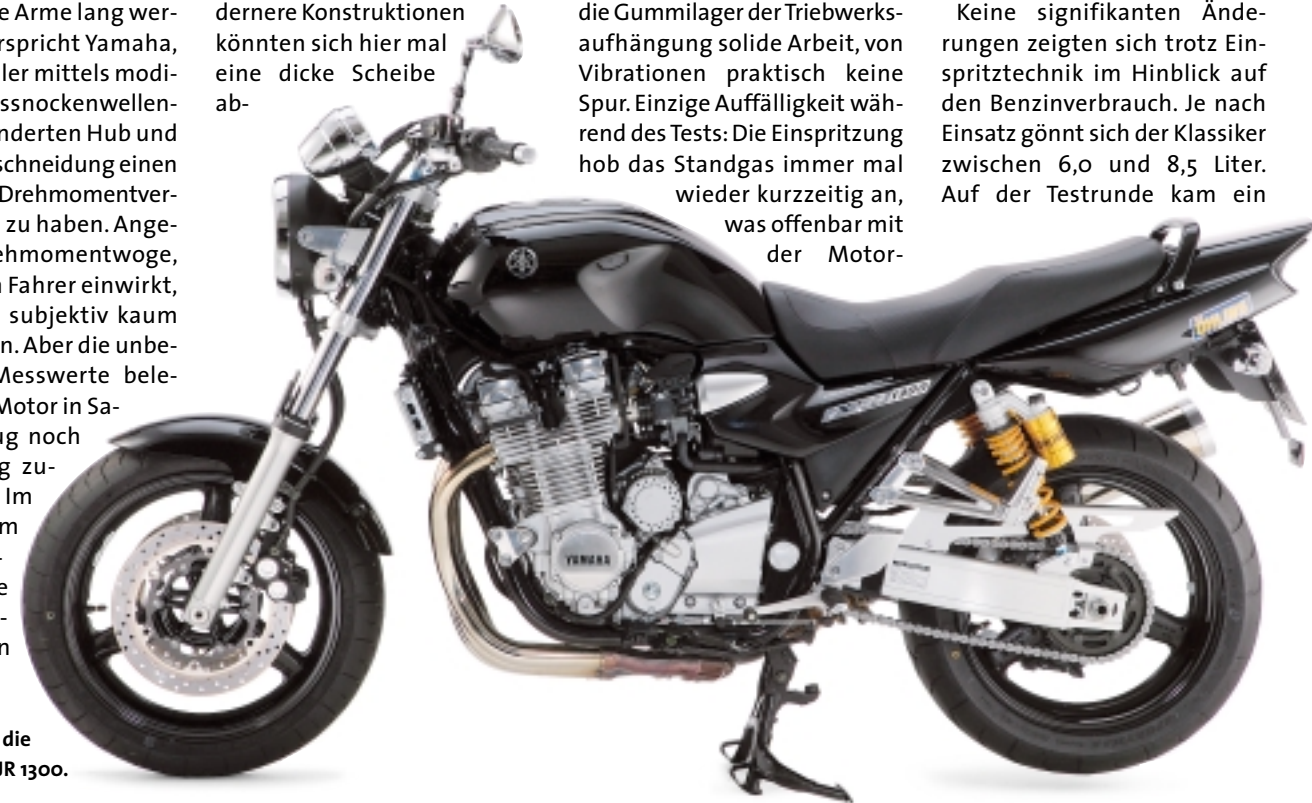 e Arme lang wer-
rspricht Yamaha,
ler mittels modi-
ssnockenwellen-
nderten Hub und
schneidung einen
Drehmomentver-
zu haben. Ange-
ehmomentwoge,
Fahrer einwirkt,
subjektiv kaum
n. Aber die unbe-
Messwerte bele-
Motor in Sa-
ug noch
g zu-
Im
m
-
e
-
n
die
JR 1300.
dernere Konstruktionen
könnten sich hier mal
eine dicke Scheibe
ab-
die Gummilager der Triebwerks-
aufhängung solide Arbeit, von
Vibrationen praktisch keine
Spur. Einzige Auffälligkeit wäh-
rend des Tests: Die Einspritzung
hob das Standgas immer mal
wieder kurzzeitig an,
was offenbar mit
der Motor-
Keine signifikanten Ände-
rungen zeigten sich trotz Ein-
spritztechnik im Hinblick auf
den Benzinverbrauch. Je nach
Einsatz gönnt sich der Klassiker
zwischen 6,0 und 8,5 Liter.
Auf der Testrunde kam ein
YAMAHA